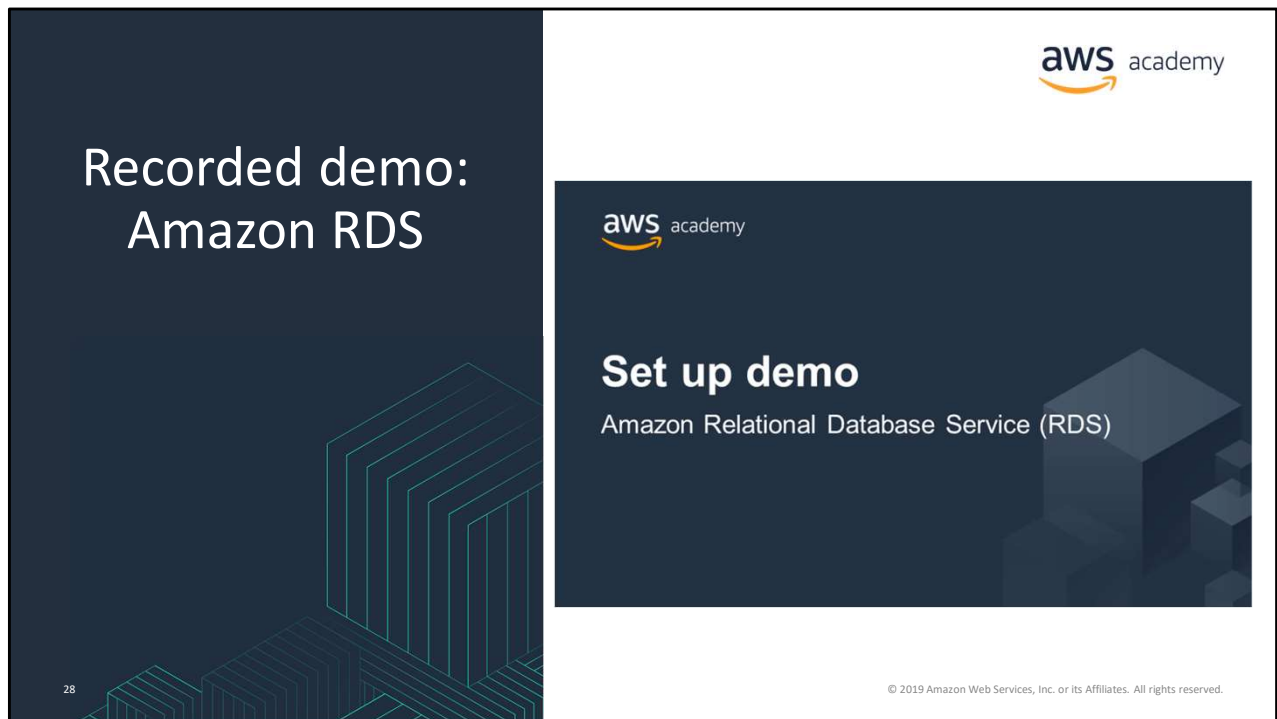 Recorded demo:
Amazon RDS
aws academy
aws academy
Set up demo
Amazon Relational Database Service (RDS)
28
© 2019 Amazon Web Services, Inc. or its Affiliates. All rights reserved.